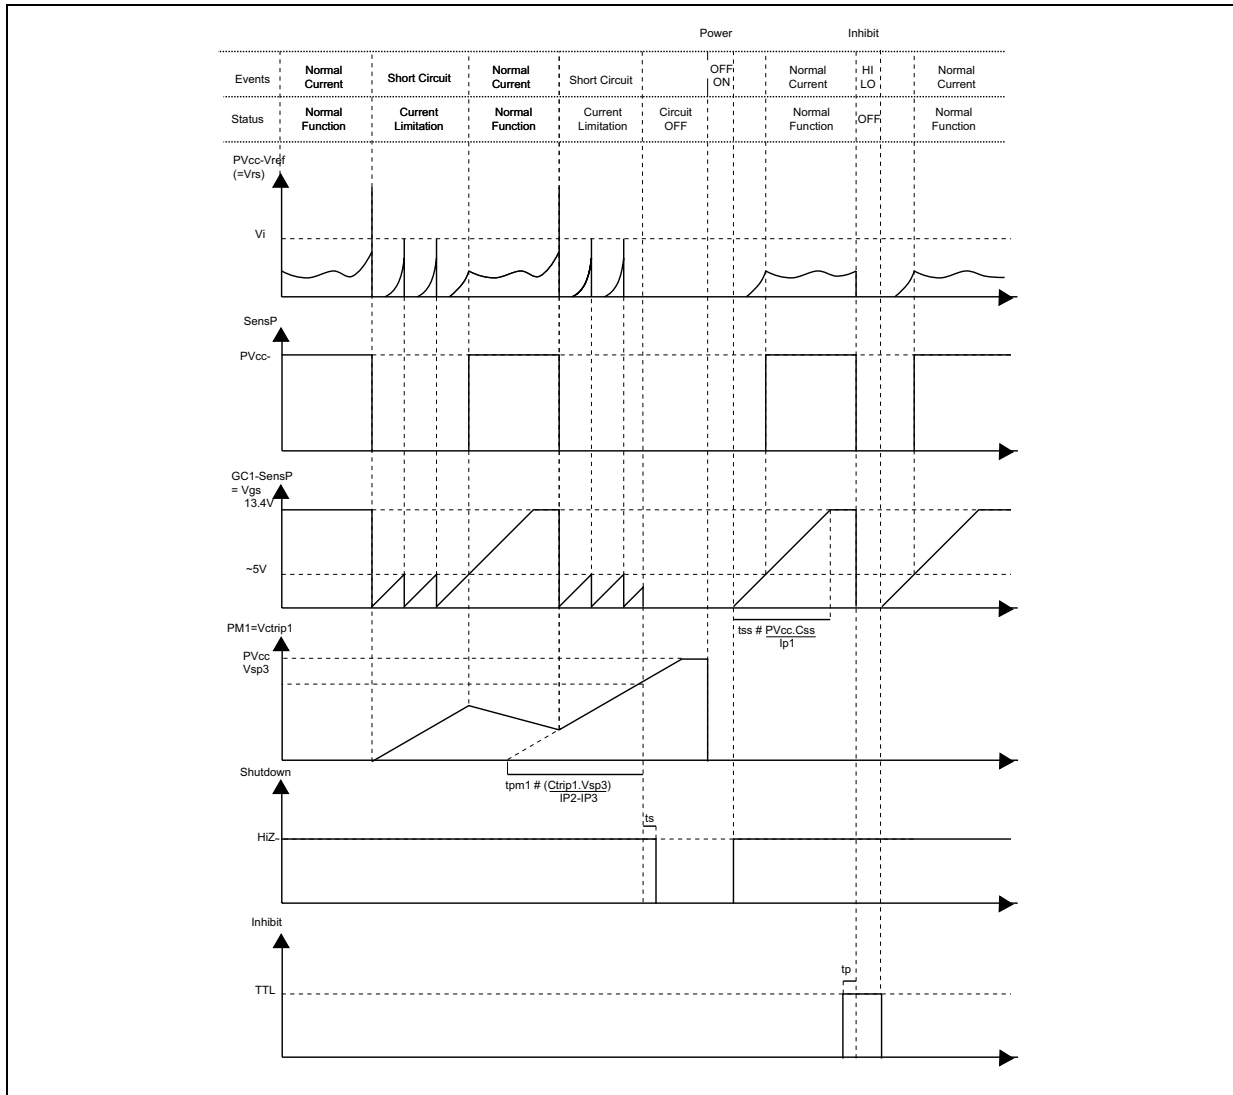 Power
Inhibit
Events
Normal
Current
Short Circuit
Normal
Current
Short Circuit
OFF
ON
Normal
Current
HI
LO
Normal
Current
Status
Normal
Function
Current
Limitation
Normal
Function
Current
Limitation
Circuit
OFF
Normal
Function
OFF
Normal
Function
PVcc-Vref
(=Vrs)
Vi
SensP
PVcc-
GC1-SensP
= Vgs
13.4V
~5V
tss # PVcc.Css
Ip1
PM1=Vctrip1
PVcc
Vsp3
tpm1 # (Ctrip1.Vsp3)
IP2-IP3
Shutdown
ts
HiZ
Inhibit
tp
TTL